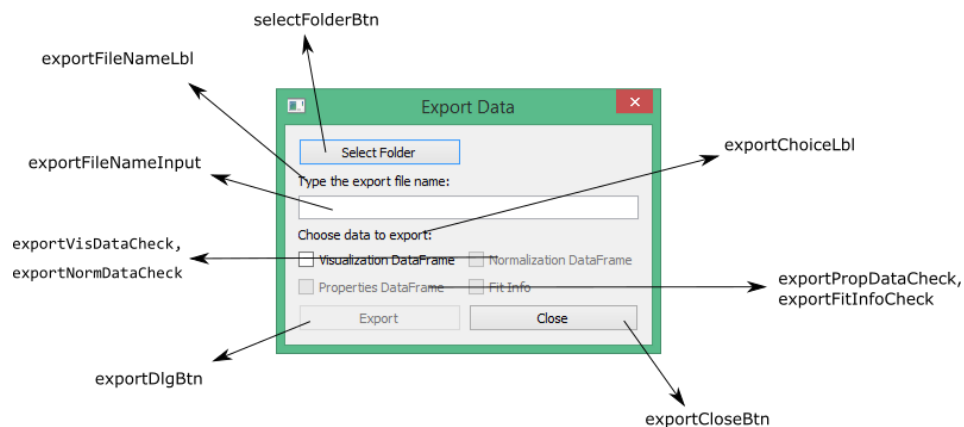 selectFolderBtn
exportFileNameLbl
Export Data
Select Folder
exportChoiceLbl
exportFileNameInput
Type the export file name:
Choose data to export:
exportVisDataCheck,
exportNormDataCheck
Visualization DataFrame
Normalization DataFrame
Properties DataFrame
Fit Info
exportPropDataCheck,
exportFitInfoCheck
Export
Close
exportDlgBtn
exportCloseBtn